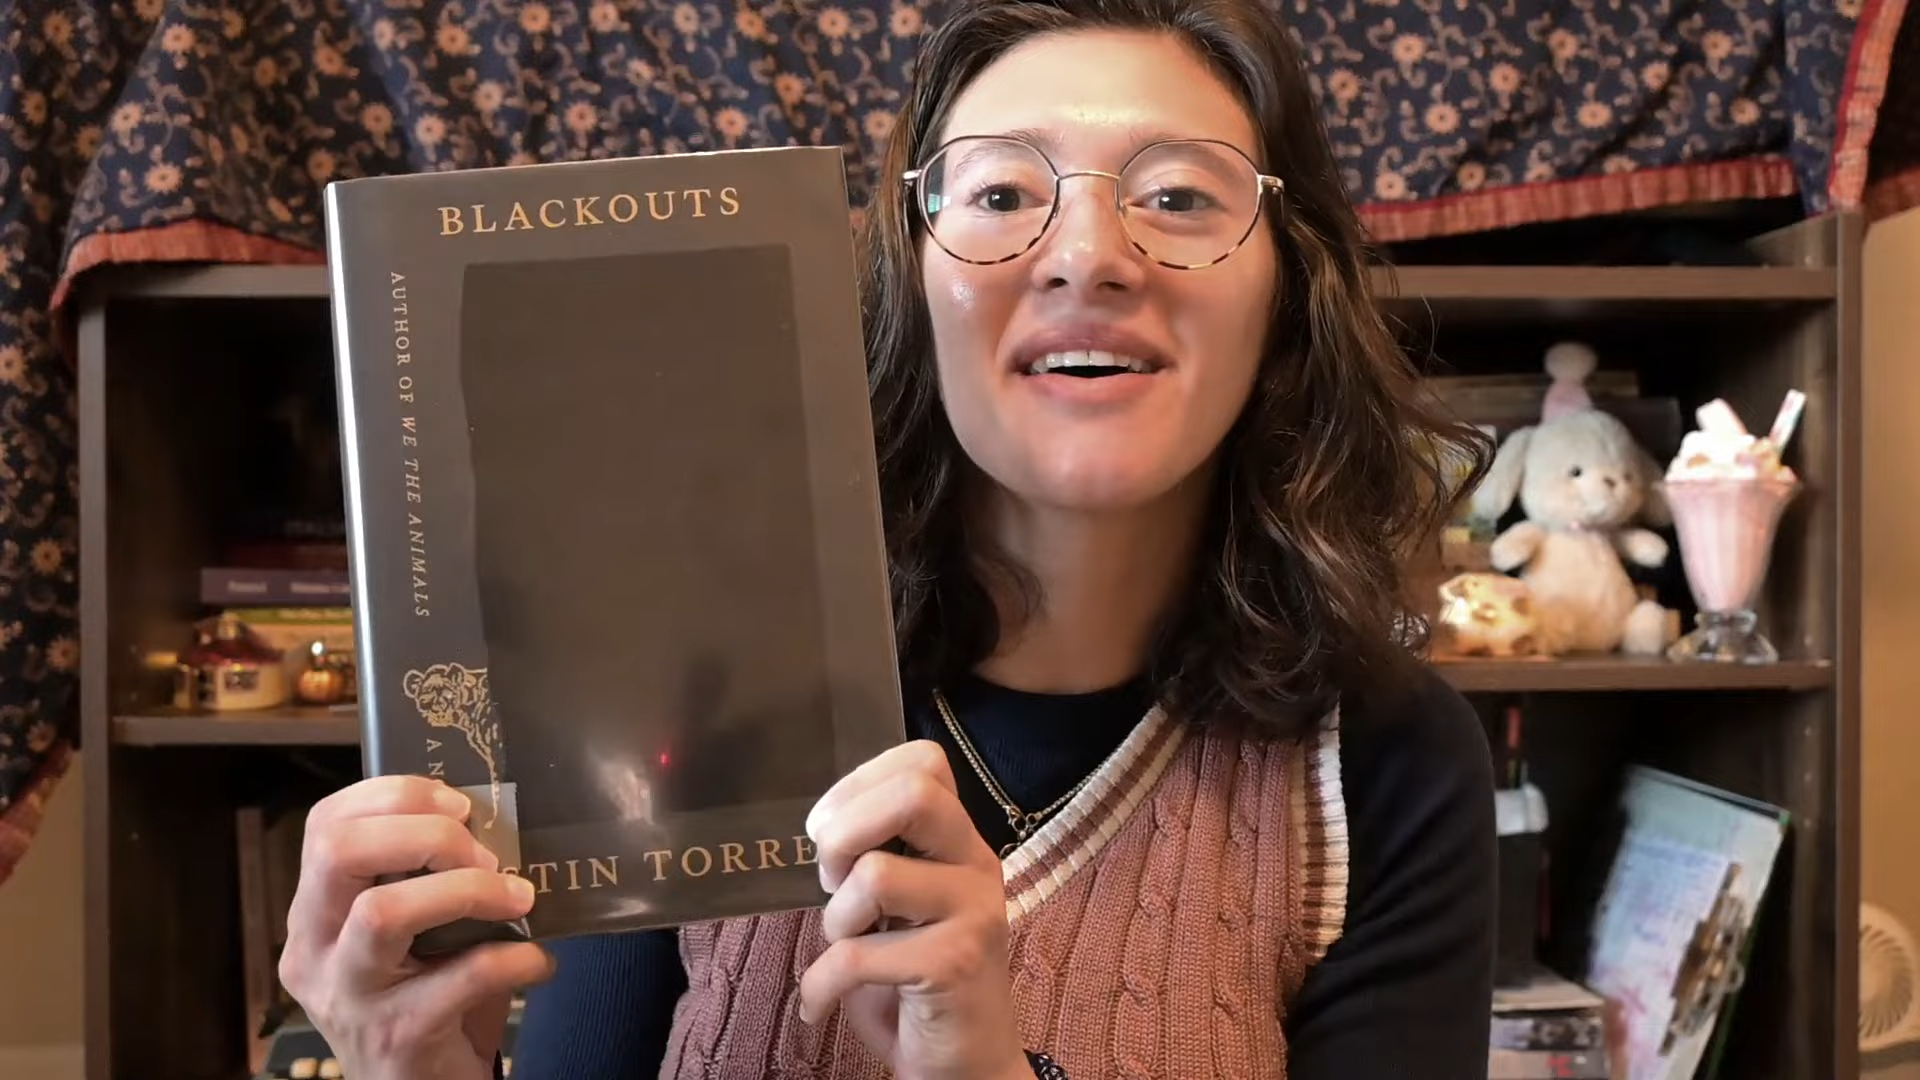 BLACKOUTS
AUTHOR OF WE THE ANIMALS
A N
STIN TORRE